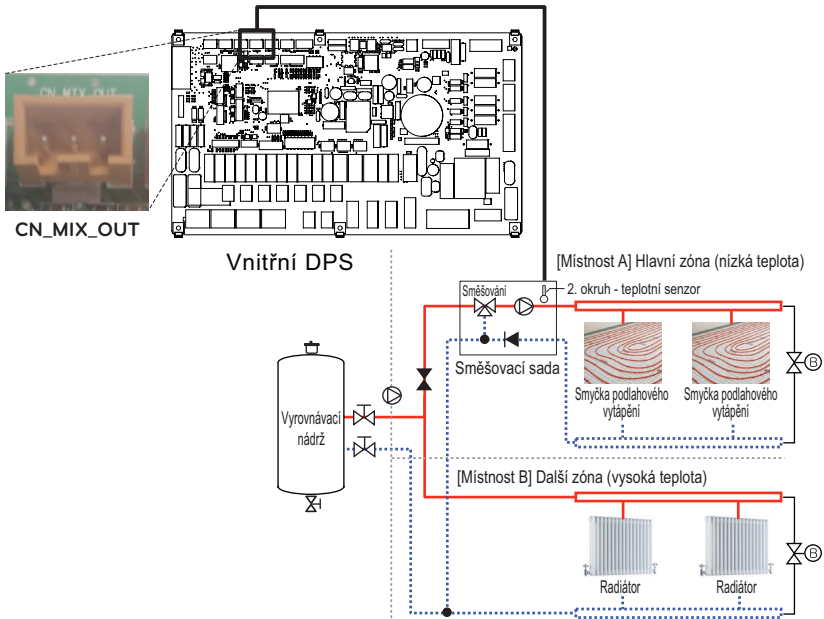 CN_MIX_OUT
CN_MIX_OUT
Vnitřní DPS
[Místnost A] Hlavní zóna (nízká teplota)
Směšování
2. okruh - teplotní senzor
Směšovací sada
Smyčka podlahového
vytápění
Smyčka podlahového
vytápění
B
Vyrovnávací
nádrž
[Místnost B] Další zóna (vysoká teplota)
B
Radiátor
Radiátor